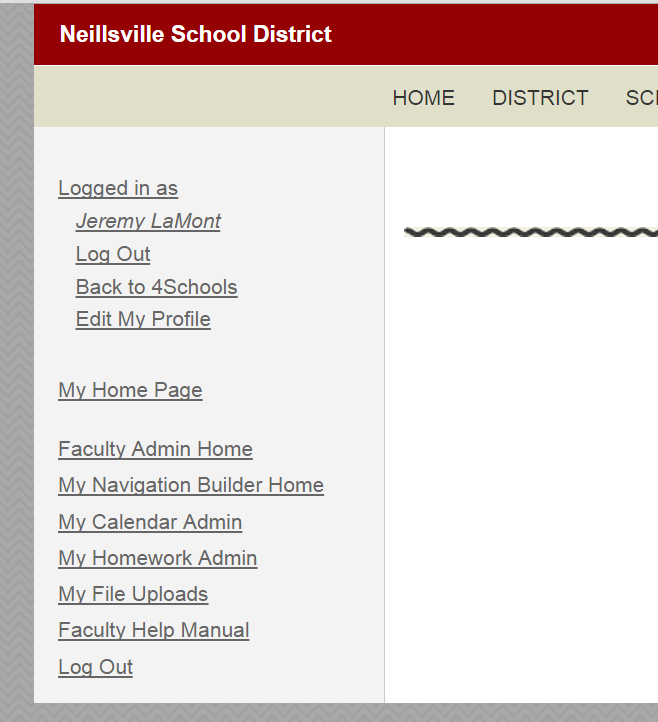 Neillsville School District
HOME DISTRICT
Logged in as
Jeremy LaMont
Log Out
Back to 4Schools
Edit My Profile
My Home Page
Faculty Admin Home
My Navigation Builder Home
My Calendar Admin
My Homework Admin
My File Uploads
Faculty Help Manual
Log Out